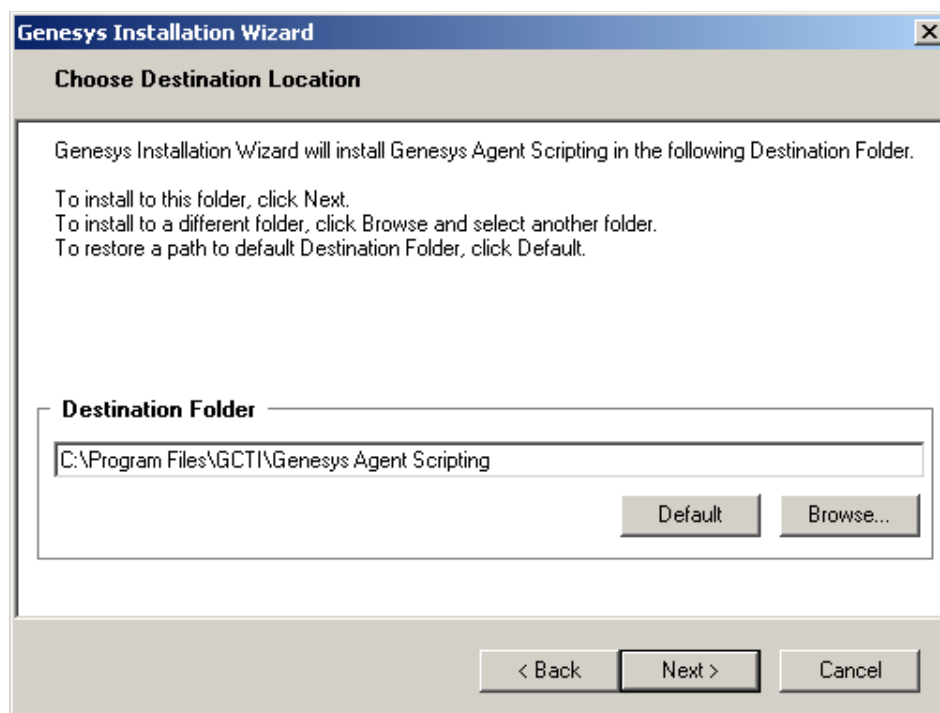 Genesys Installation Wizard
Choose Destination Location
Genesys Installation Wizard will install Genesys Agent Scripting in the following Destination Folder.
To install to this folder, click Next.
To install to a different folder, click Browse and select another folder.
To restore a path to default Destination Folder, click Default.
Destination Folder
C:\Program Files\GCTI\Genesys Agent Scripting
Default Browse...
< Back Next > Cancel